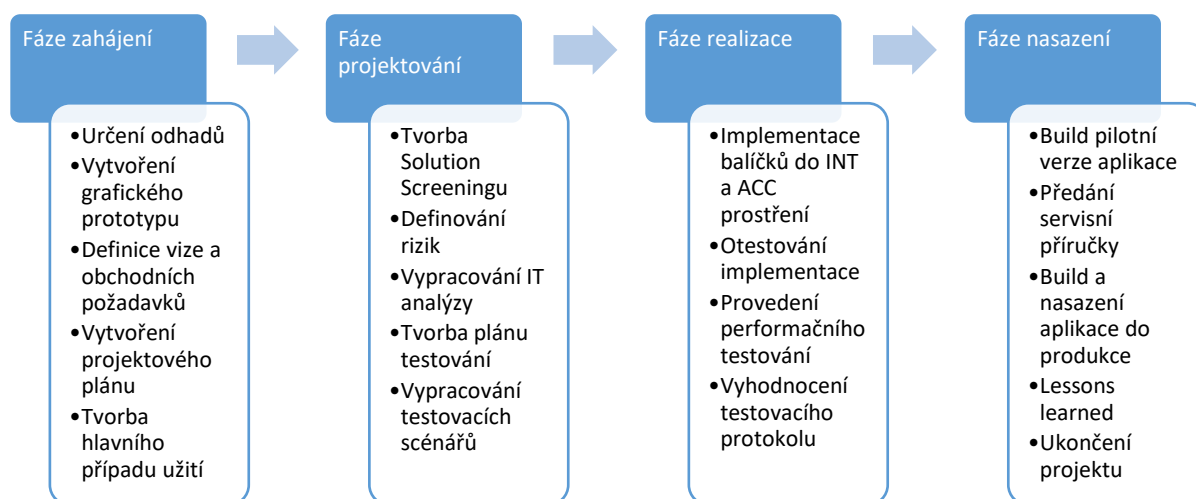 Fáze zahájení
•Určení odhadů
•Vytvoření
grafického
prototypu
•Definice vize a
obchodních
požadavků
•Vytvoření
projektového
plánu
•Tvorba
hlavního
případu užití
Fáze
projektování
•Tvorba
Solution
Screeningu
•Definování
rizik
•Vypracování IT
analýzy
•Tvorba plánu
testování
•Vypracování
testovacích
scénářů
Fáze realizace
•Implementace
balíčků do INT
a ACC
prostření
•Otestování
implementace
•Provedení
performačního
testování
•Vyhodnocení
testovacího
protokolu
Fáze nasazení
•Build pilotní
verze aplikace
•Předání
servisní
příručky
•Build a
nasazení
aplikace do
produkce
•Lessons
learned
•Ukončení
projektu